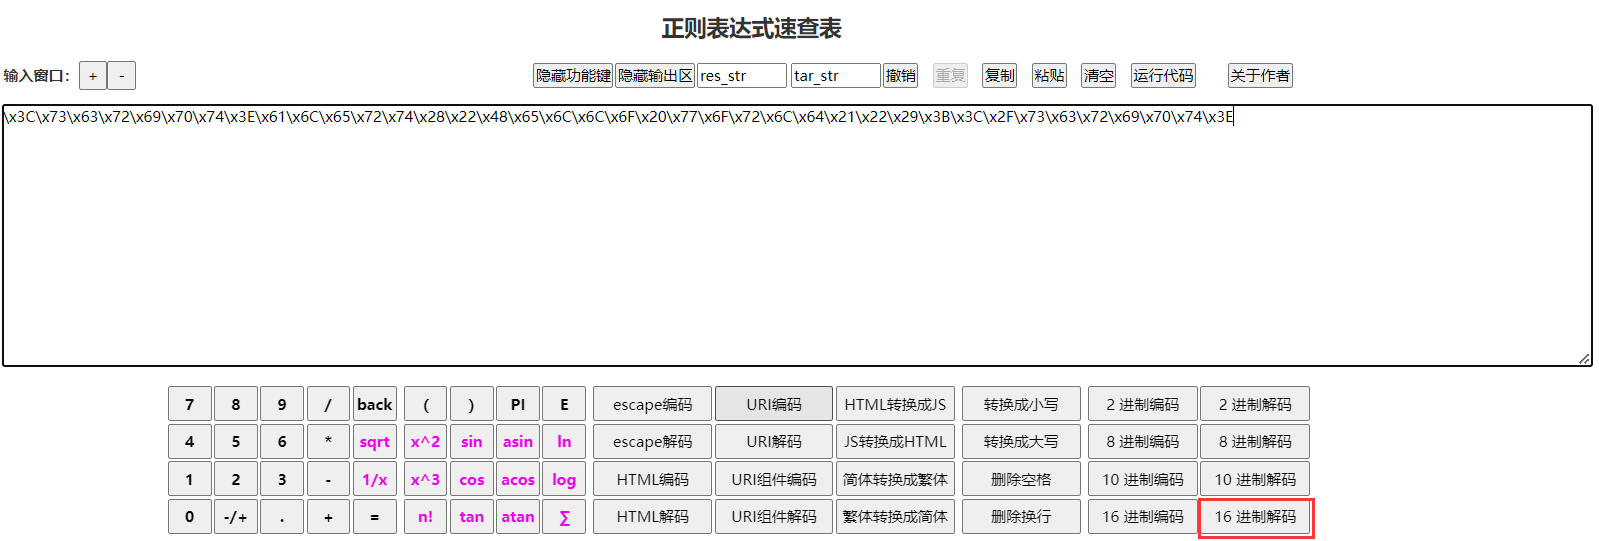 正则表达式速查表
输入窗口: + - 隐藏功能键 隐藏输出区 res_str tar_str 撤销 重复 复制 粘贴 清空 运行代码 关于作者
\x3C\x73\x63\x72\x69\x70\x74\x3E\x61\x6C\x65\x72\x74\x28\x22\x48\x65\x6C\x6C\x6F\x20\x77\x6F\x72\x6C\x64\x21\x22\x29\x3B\x3C\x2F\x73\x63\x72\x69\x70\x74\x3E
7 8 9 / back ( ) PI E escape编码 URI编码 HTML转换成JS 转换成小写 2 进制编码 2 进制解码
4 5 6 * sqrt x^2 sin asin ln escape解码 URI解码 JS转换成HTML 转换成大写 8 进制编码 8 进制解码
1 2 3 - 1/x x^3 cos acos log HTML编码 URI组件编码 简体转换成繁体 删除空格 10 进制编码 10 进制解码
0 -/+ . + = n! tan atan ∑ HTML解码 URI组件解码 繁体转换成简体 删除换行 16 进制编码 16 进制解码